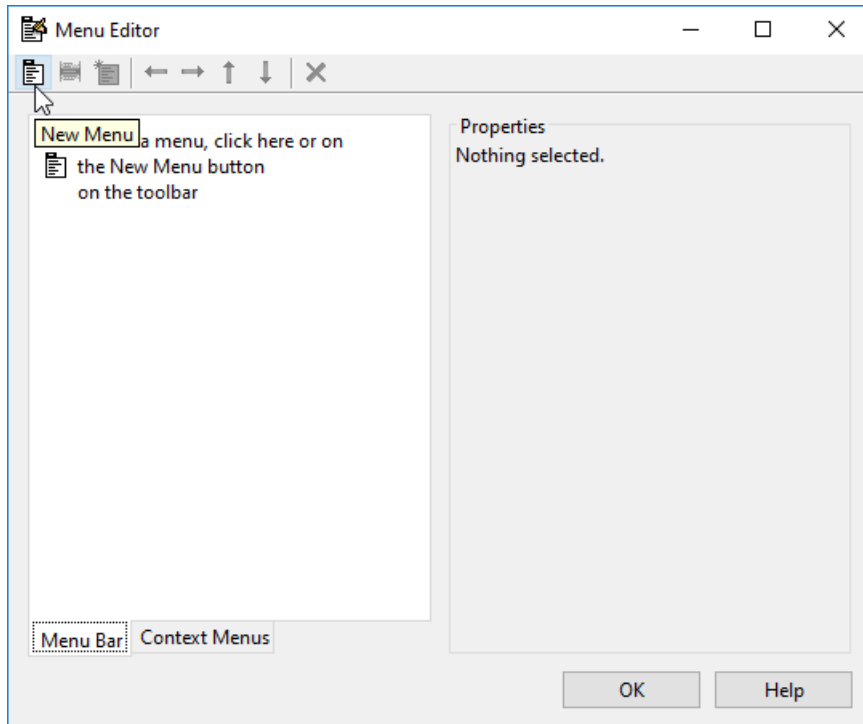 Menu Editor
New Menu
a menu, click here or on
the New Menu button
on the toolbar
Properties
Nothing selected.
Menu Bar
Context Menus
OK
Help